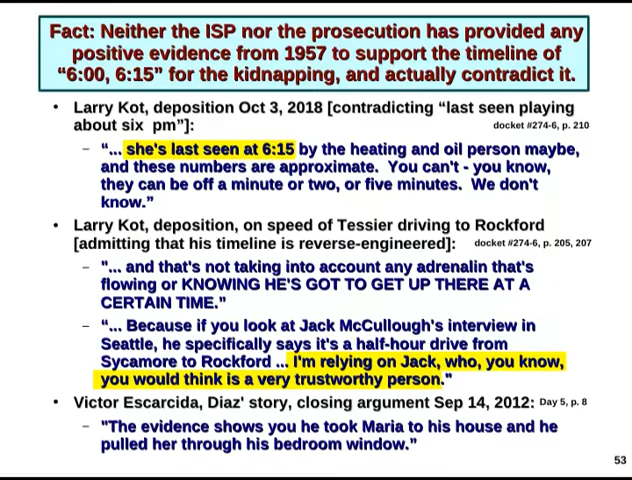 Fact: Neither the ISP nor the prosecution has provided any
positive evidence from 1957 to support the timeline of
“6:00, 6:15” for the kidnapping, and actually contradict it.
• Larry Kot, deposition Oct 3, 2018 [contradicting “last seen playing
about six pm”]: docket #274-6, p. 210
– “... she's last seen at 6:15 by the heating and oil person maybe,
and these numbers are approximate. You can't - you know,
they can be off a minute or two, or five minutes. We don't
know.”
• Larry Kot, deposition, on speed of Tessier driving to Rockford
[admitting that his timeline is reverse-engineered]: docket #274-6, p. 205, 207
– "... and that's not taking into account any adrenalin that's
flowing or KNOWING HE'S GOT TO GET UP THERE AT A
CERTAIN TIME.”
– “... Because if you look at Jack McCullough's interview in
Seattle, he specifically says it's a half-hour drive from
Sycamore to Rockford ... I'm relying on Jack, who, you know,
you would think is a very trustworthy person."
• Victor Escarcida, Diaz' story, closing argument Sep 14, 2012: Day 5, p. 8
– "The evidence shows you he took Maria to his house and he
pulled her through his bedroom window.”
53